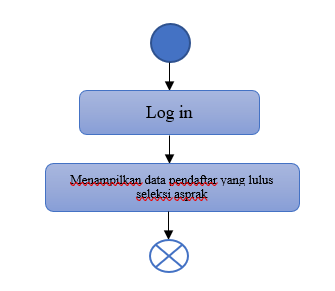 Log in
Menampilkan data pendaftar yang lulus
seleksi asprak